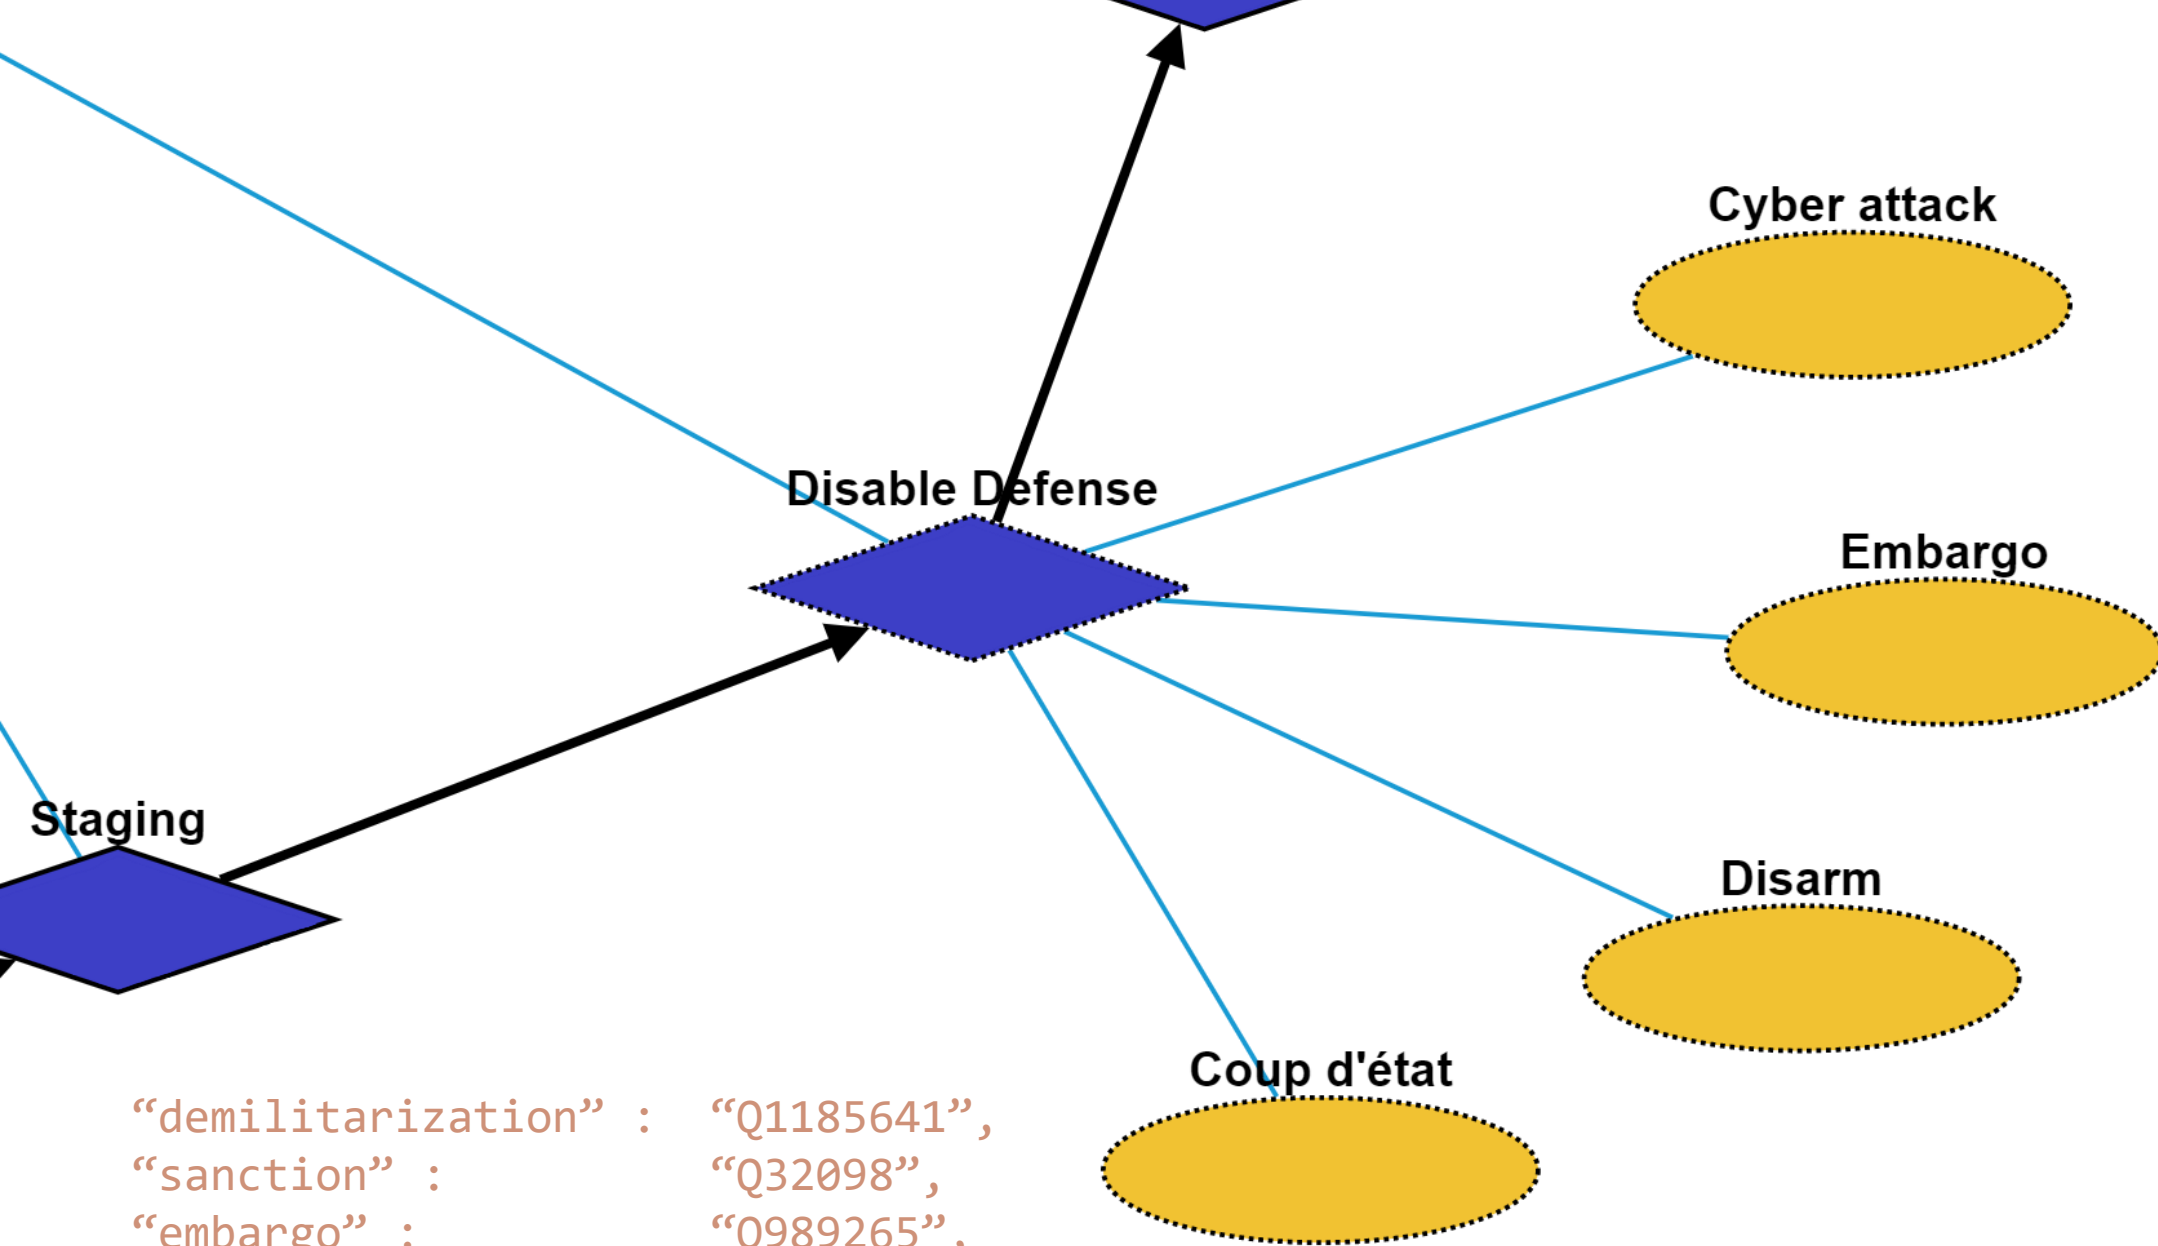 Cyber attack
Disable Defense
Embargo
Staging
Disarm
Coup d'état
“demilitarization” : “Q1185641”,
“sanction” : “Q32098”,
“embargo” : “Q989265”,